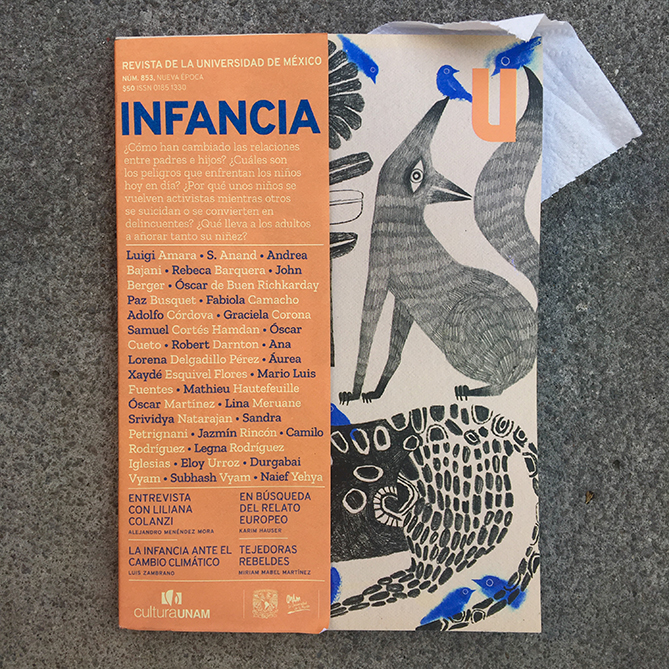 REVISTA DE LA UNIVERSIDAD DE MÉXICO
NÚM. 853, NUEVA ÉPOCA
$50 ISSN 0185 1330
INFANCIA
u
¿Cómo han cambiado las relaciones
entre padres e hijos? ¿Cuáles son
los peligros que enfrentan los niños
hoy en día? ¿Por qué unos niños se
vuelven activistas mientras otros
se suicidan o se convierten en
delincuentes? ¿Qué lleva a los adultos
a añorar tanto su niñez?
Luigi Amara • S. Anand • Andrea
Bajani • Rebeca Barquera • John
Berger • Óscar de Buen Richkarday
Paz Busquet • Fabiola Camacho
Adolfo Córdova • Graciela Corona
Samuel Cortés Hamdan • Óscar
Cueto • Robert Darnton • Ana
Lorena Delgadillo Pérez • Áurea
Xaydé Esquivel Flores • Mario Luis
Fuentes • Mathieu Hautefeuille
Óscar Martínez • Lina Meruane
Srividya Natarajan • Sandra
Petrignani • Jazmín Rincón • Camilo
Rodríguez • Legna Rodríguez
Iglesias • Eloy Urroz • Durgabai
Vyam • Subhash Vyam • Naief Yehya
ENTREVISTA
CON LILIANA
COLANZI
ALEJANDRO MENÉNDEZ MORA
EN BÚSQUEDA
DEL RELATO
EUROPEO
KARIM HAUSER
LA INFANCIA ANTE EL
CAMBIO CLIMÁTICO
LUIS ZAMBRANO
TEJEDORAS
REBELDES
MIRIAM MABEL MARTÍNEZ
culturaUNAM